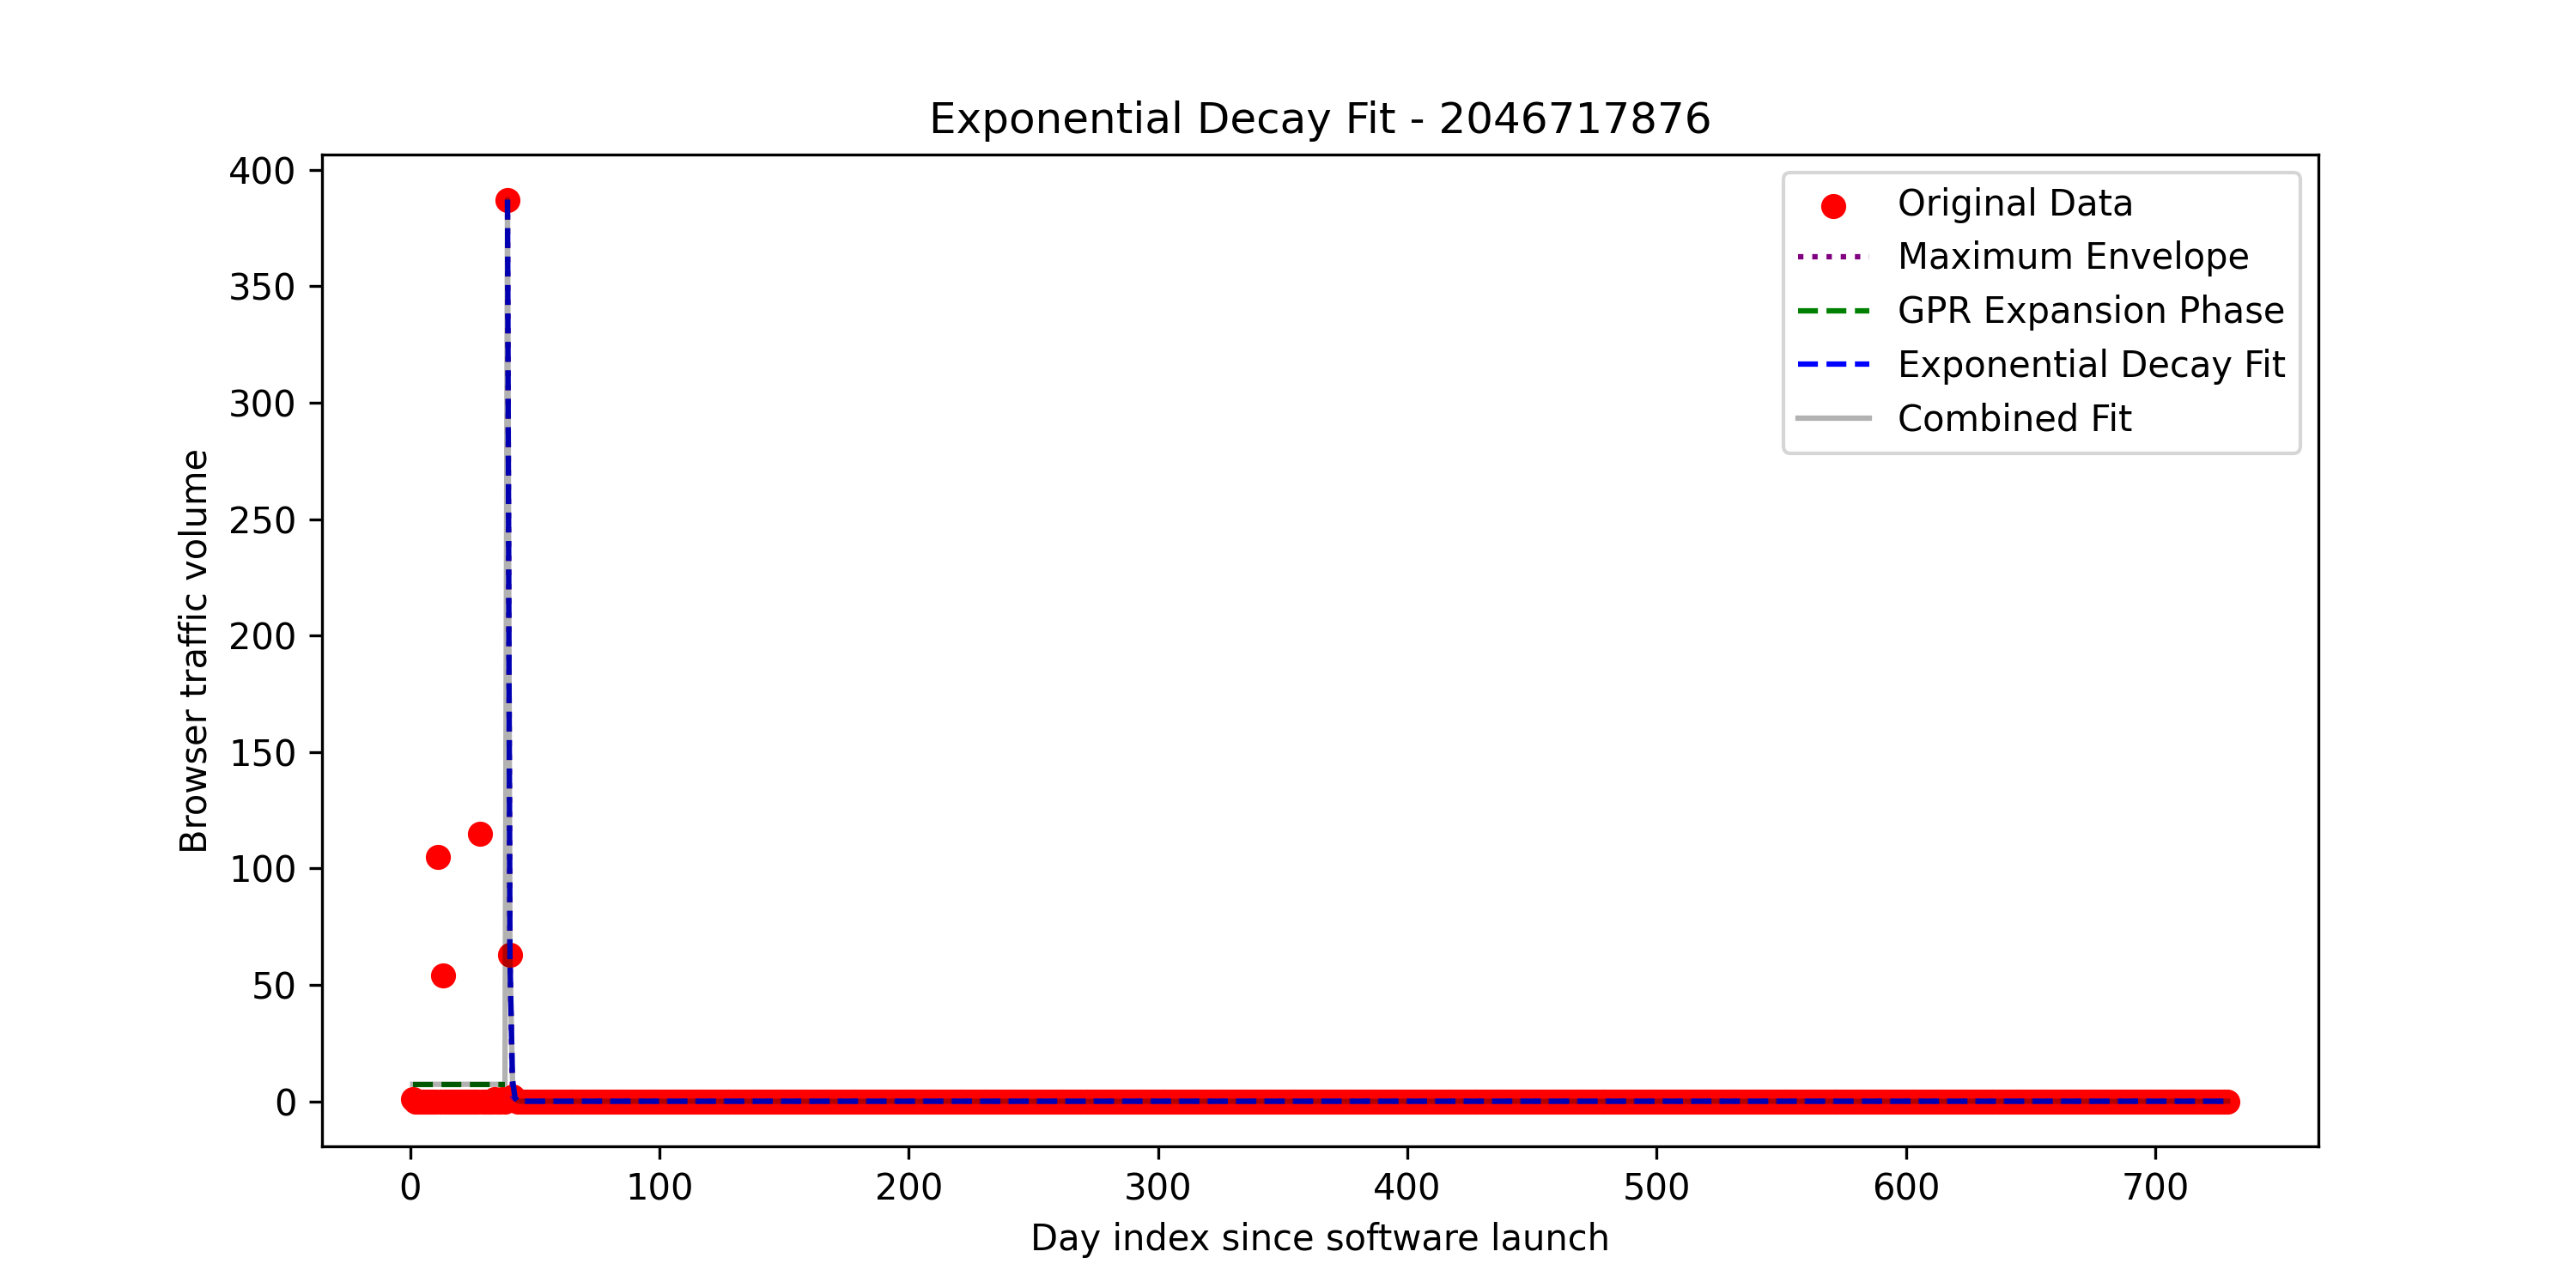 Exponential Decay Fit - 2046717876
400
350
300
250
200
150
100
50
0
Browser traffic volume
Original Data
Maximum Envelope
GPR Expansion Phase
Exponential Decay Fit
Combined Fit
0 100 200 300 400 500 600 700
Day index since software launch